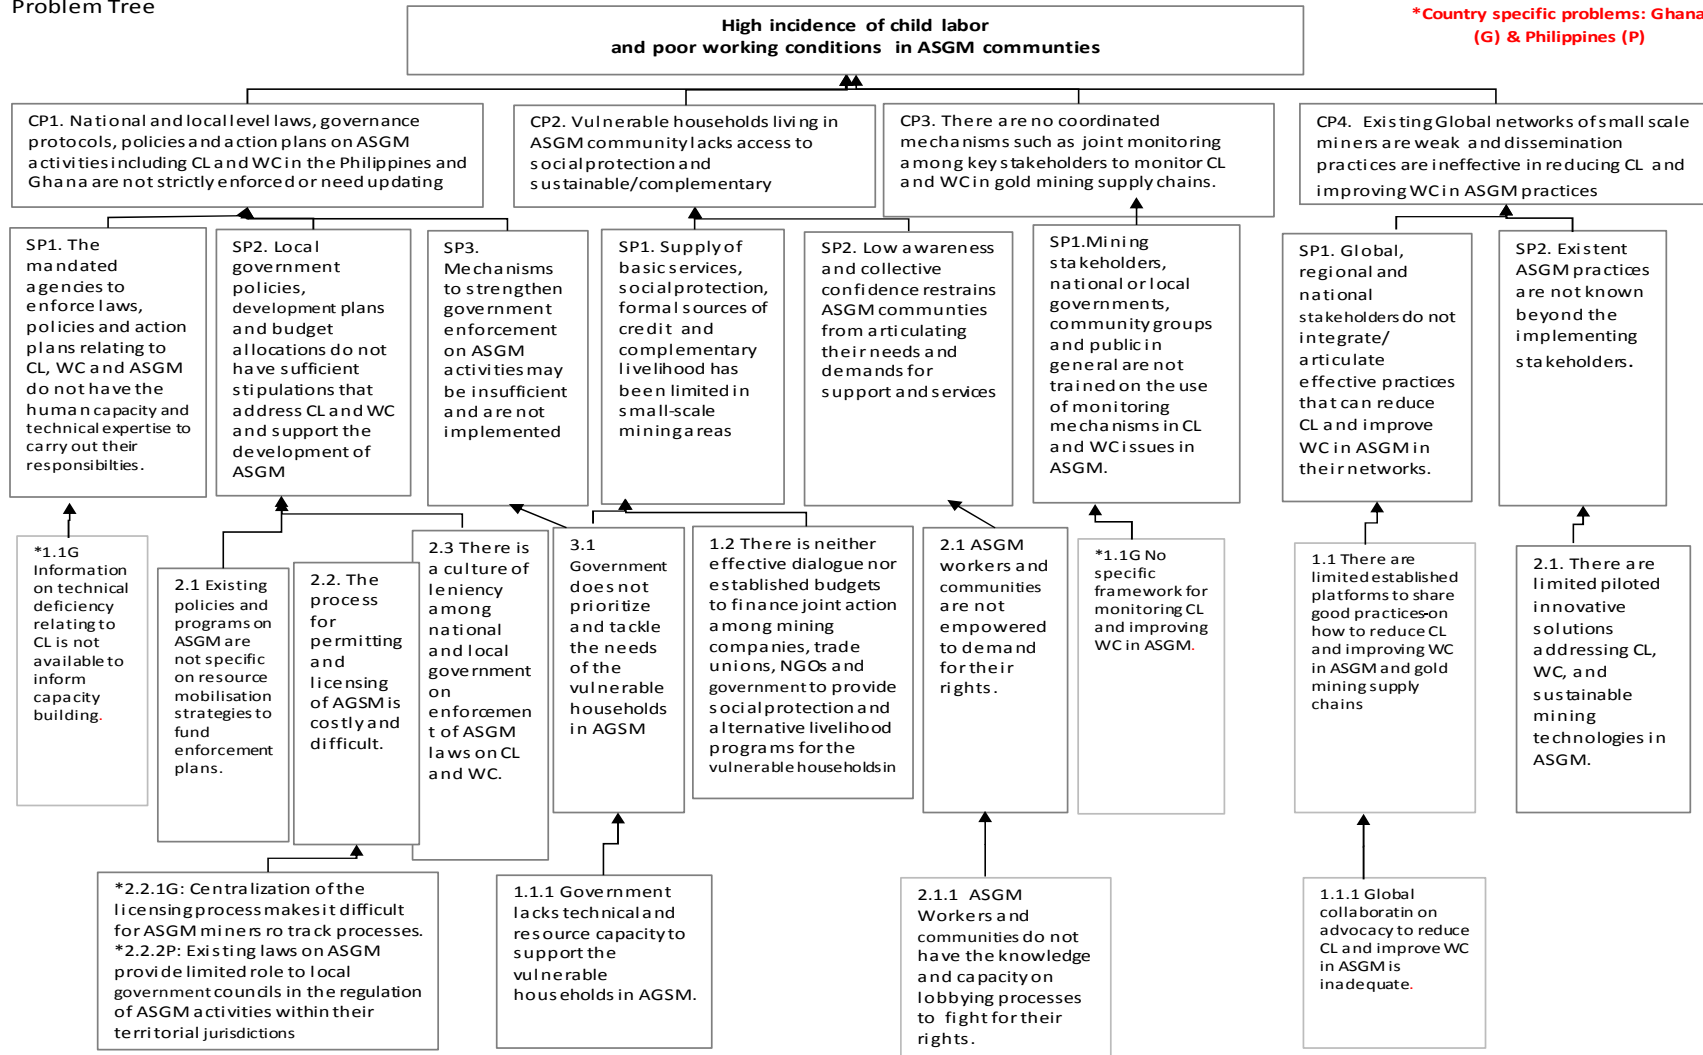 Problem Tree
High incidence of child labor
and poor working conditions in ASGM communties
*Country specific problems: Ghana
(G) & Philippines (P)
CP1. National and local level laws, governance
protocols, policies and action plans on ASGM
activities including CL and WC in the Philippines and
Ghana are not strictly enforced or need updating
CP2. Vulnerable households living in
ASGM community lacks access to
social protection and
sustainable/complementary
CP3. There are no coordinated
mechanisms such as joint monitoring
among key stakeholders to monitor CL
and WC in gold mining supply chains.
CP4. Existing Global networks of small scale
miners are weak and dissemination
practices are ineffective in reducing CL and
improving WC in ASGM practices
SP1. The
mandated
agencies to
enforce laws,
policies and action
plans relating to
CL, WC and ASGM
do not have the
human capacity and
technical expertise to
carry out their
responsibilties.
SP2. Local
government
policies,
development plans
and budget
allocations do not
have sufficient
stipulations that
address CL and WC
and support the
development of
ASGM
SP3.
Mechanisms
to strengthen
government
enforcement
on ASGM
activities may
be insufficient
and are not
implemented
SP1. Supply of
basic services,
social protection,
formal sources of
credit and
complementary
livelihood has
been limited in
small-scale
mining areas
SP2. Low awareness
and collective
confidence restrains
ASGM communties
from articulating
their needs and
demands for
support and services
SP1.Mining
stakeholders,
national or local
governments,
community groups
and public in
general are not
trained on the use
of monitoring
mechanisms in CL
and WC issues in
ASGM.
SP1. Global,
regional and
national
stakeholders do not
integrate/
articulate
effective practices
that can reduce
CL and improve
WC in ASGM in
their networks.
SP2. Existent
ASGM practices
are not known
beyond the
implementing
stakeholders.
*1.1G
Information
on technical
deficiency
relating to
CL is not
available to
inform
capacity
building.
2.1 Existing
policies and
programs on
ASGM are
not specific
on resource
mobilisation
strategies to
fund
enforcement
plans.
2.2. The
process
for
permitting
and
licensing
of AGSM is
costly and
difficult.
2.3 There is
a culture of
leniency
among
national
and local
government
on
enforcemen
t of ASGM
laws on CL
and WC.
3.1
Government
does not
prioritize
and tackle
the needs
of the
vulnerable
households
in AGSM
1.2 There is neither
effective dialogue nor
established budgets
to finance joint action
among mining
companies, trade
unions, NGOs and
government to provide
social protection and
alternative livelihood
programs for the
vulnerable households in
2.1 ASGM
workers and
communities
are not
empowered
to demand
for their
rights.
*1.1G No
specific
framework for
monitoring CL
and improving
WC in ASGM.
1.1 There are
limited established
platforms to share
good practices-on
how to reduce CL
and improving WC
in ASGM and gold
mining supply
chains
2.1. There are
limited piloted
innovative
solutions
addressing CL,
WC, and
sustainable
mining
technologies in
ASGM.
*2.2.1G: Centralization of the
licensing process makes it difficult
for ASGM miners ro track processes.
*2.2.2P: Existing laws on ASGM
provide limited role to local
government councils in the regulation
of ASGM activities within their
territorial jurisdictions
1.1.1 Government
lacks technical and
resource capacity to
support the
vulnerable
households in AGSM.
2.1.1 ASGM
Workers and
communities do not
have the knowledge
and capacity on
lobbying processes
to fight for their
rights.
1.1.1 Global
collaboratin on
advocacy to reduce
CL and improve WC
in ASGM is
inadequate.